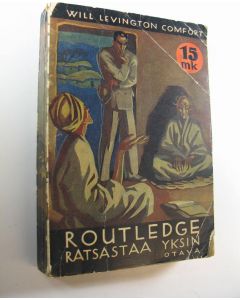 WILL LEVINGTON COMFORT
15
mk
ROUTLEDGE
RATSASTAA YKSIN
OTAVA